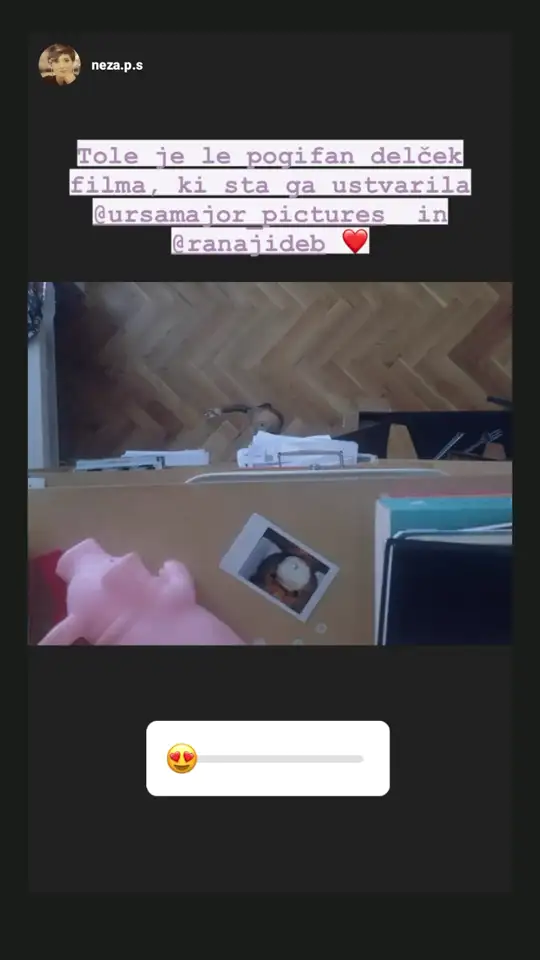 neza.p.s
Tole je le pogifan delček
filma, ki sta ga ustvarila
@ursamajor_pictures in
@ranajideb ❤️